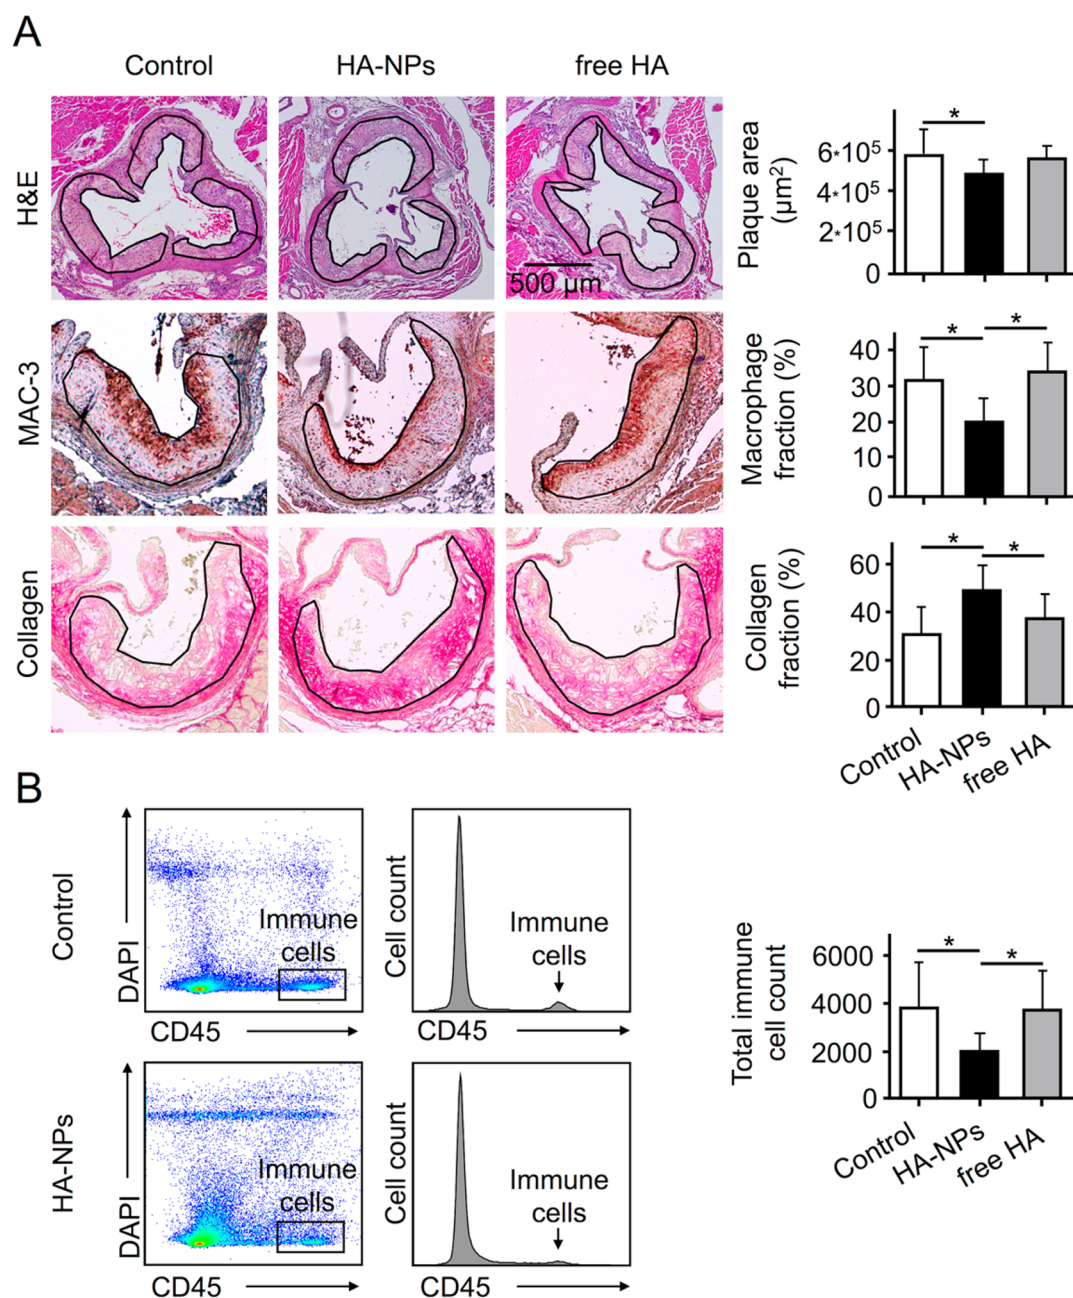 A
Control
HA-NPs
free HA
H&E
500 µm
Plaque area
(µm²)
6*10⁵
4*10⁵
2*10⁵
0
*
MAC-3
Macrophage
fraction (%)
40
30
20
10
0
*
*
Collagen
Collagen
fraction (%)
60
40
20
0
*
*
Control
HA-NPs
free HA
B
Control
DAPI
Immune
cells
CD45
Cell count
Immune
cells
CD45
HA-NPs
DAPI
Immune
cells
CD45
Cell count
Immune
cells
CD45
Total immune
cell count
6000
4000
2000
0
*
*
Control
HA-NPs
free HA